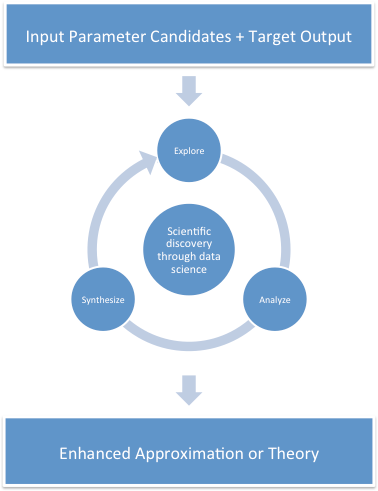 Input Parameter Candidates + Target Output
Explore
Scientific
discovery
through data
science
Synthesize
Analyze
Enhanced Approximation or Theory